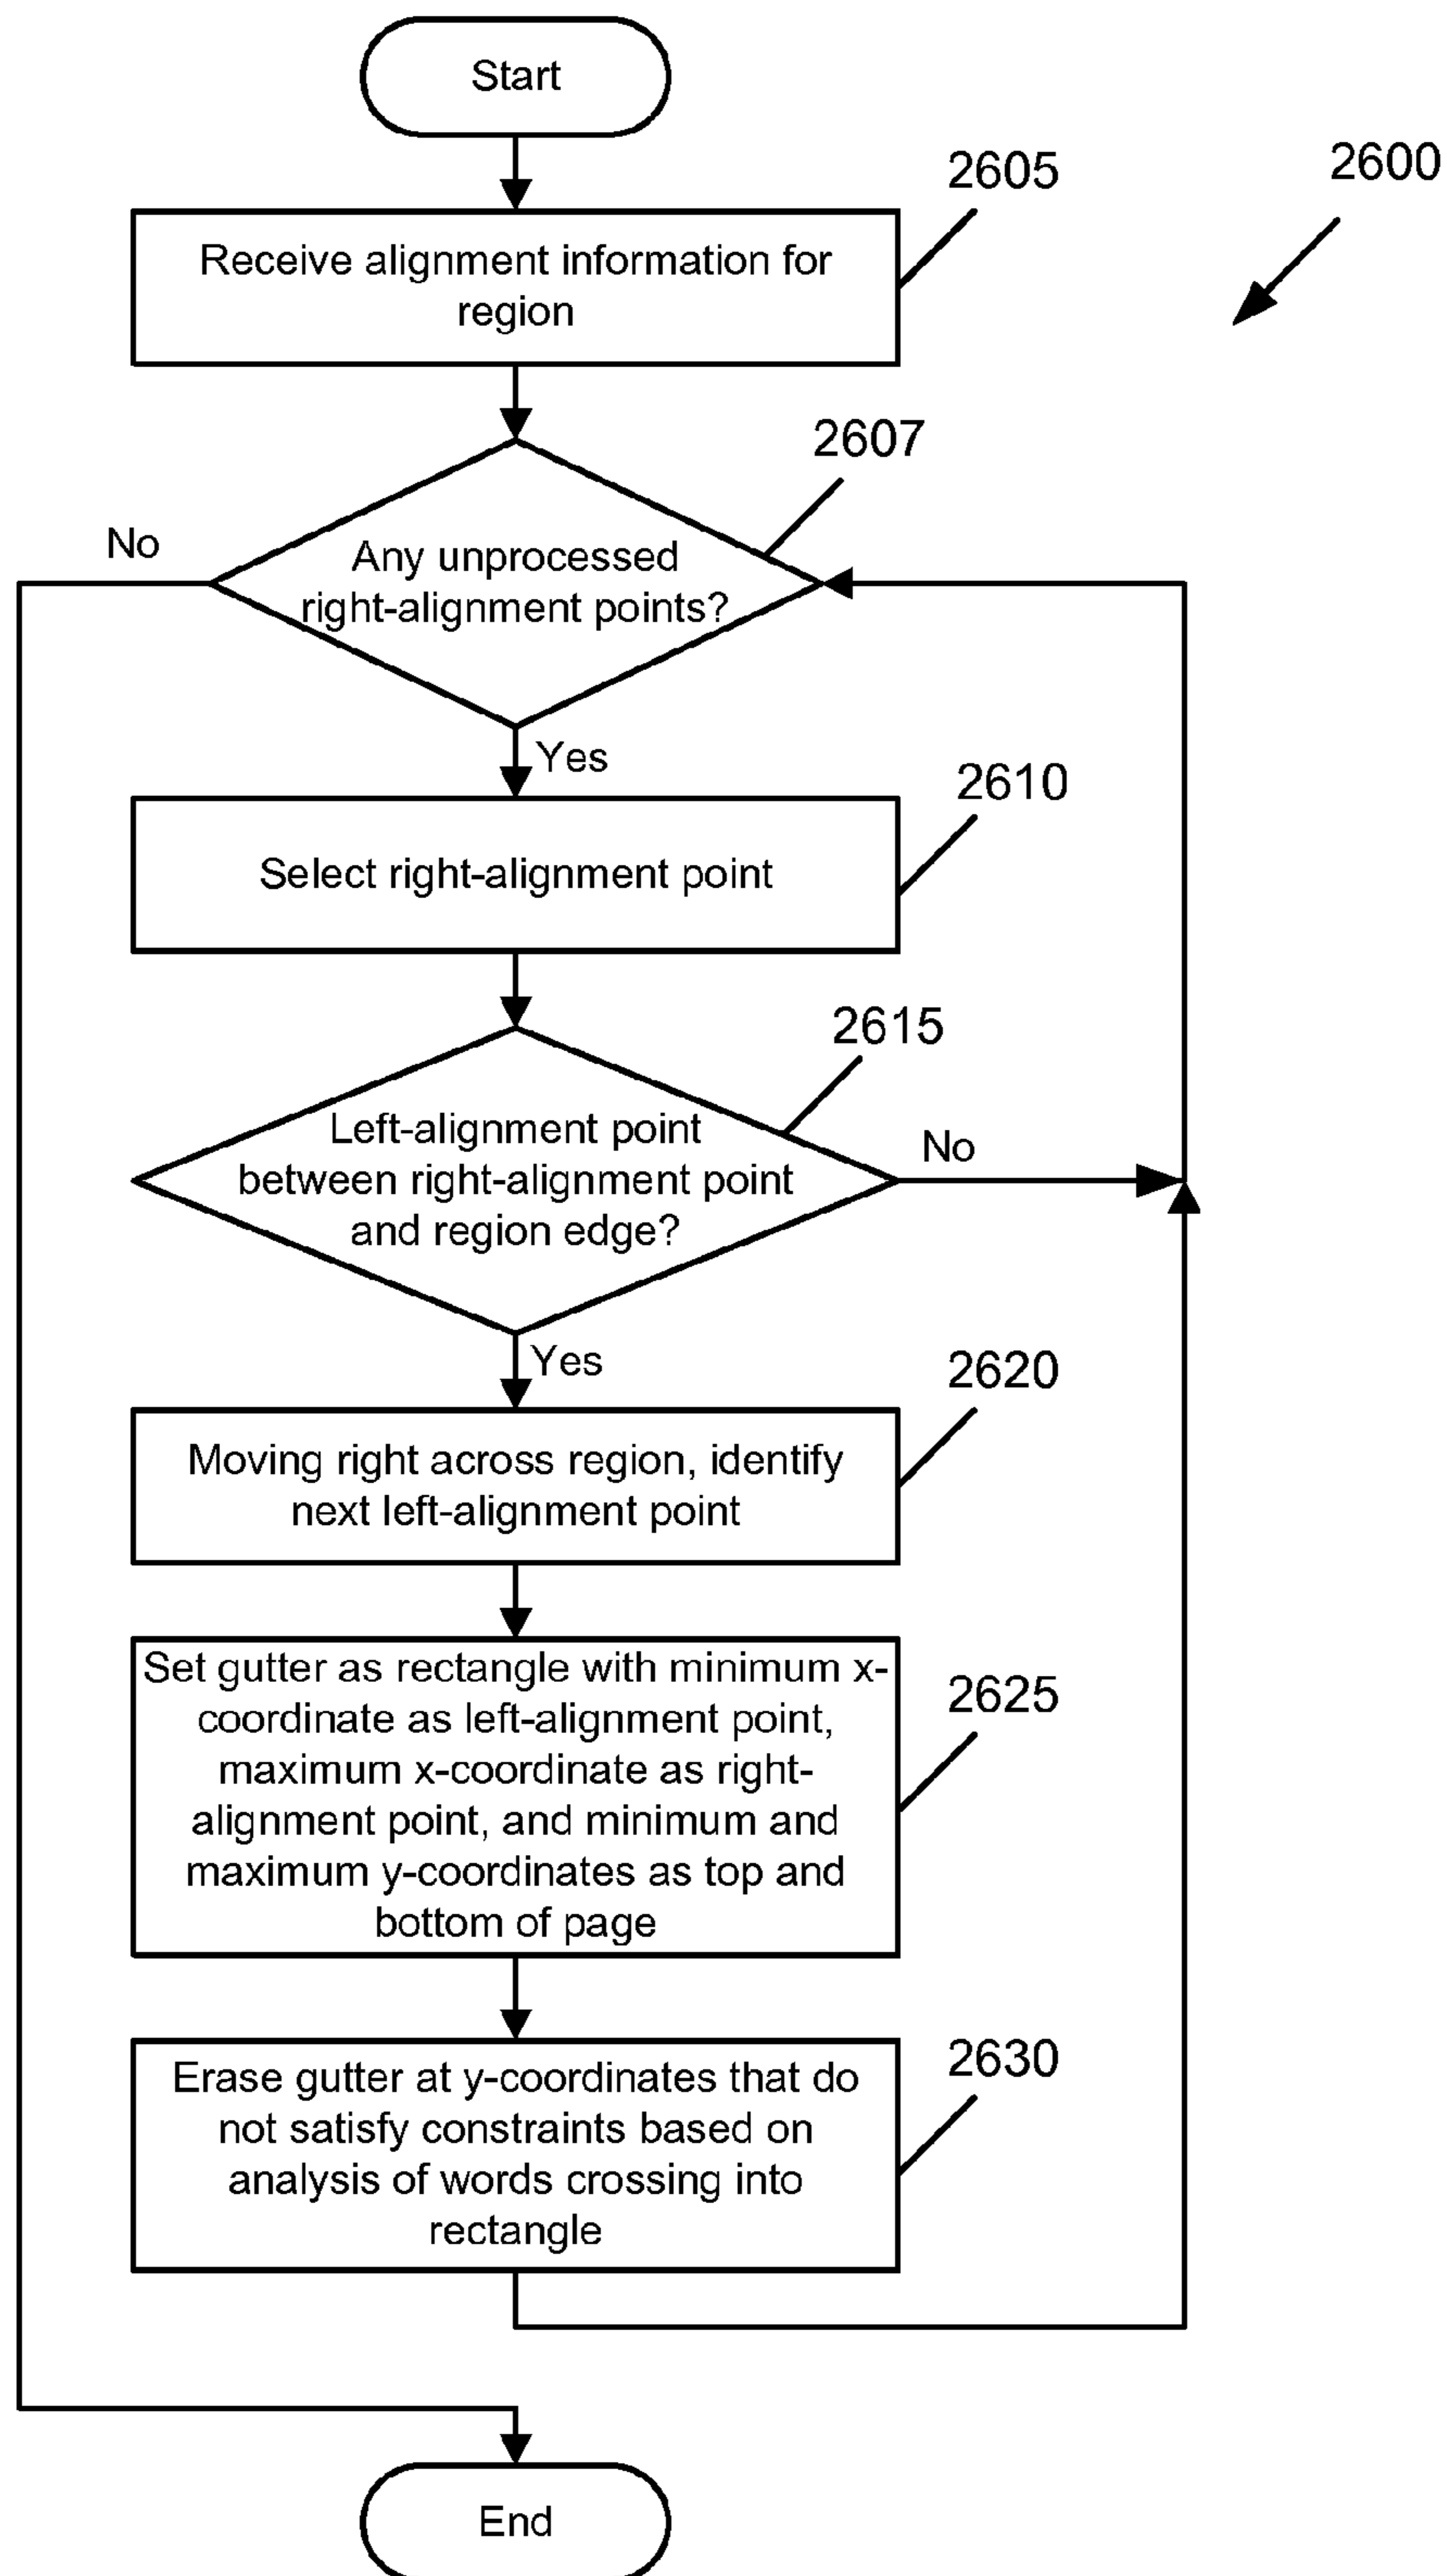 Start
2605
2600
Receive alignment information for
region
2607
No
Any unprocessed
right-alignment points?
Yes
2610
Select right-alignment point
2615
Left-alignment point
between right-alignment point
and region edge?
No
Yes
2620
Moving right across region, identify
next left-alignment point
Set gutter as rectangle with minimum x-
coordinate as left-alignment point,
maximum x-coordinate as right-
alignment point, and minimum and
maximum y-coordinates as top and
bottom of page
2625
Erase gutter at y-coordinates that do
not satisfy constraints based on
analysis of words crossing into
rectangle
2630
End